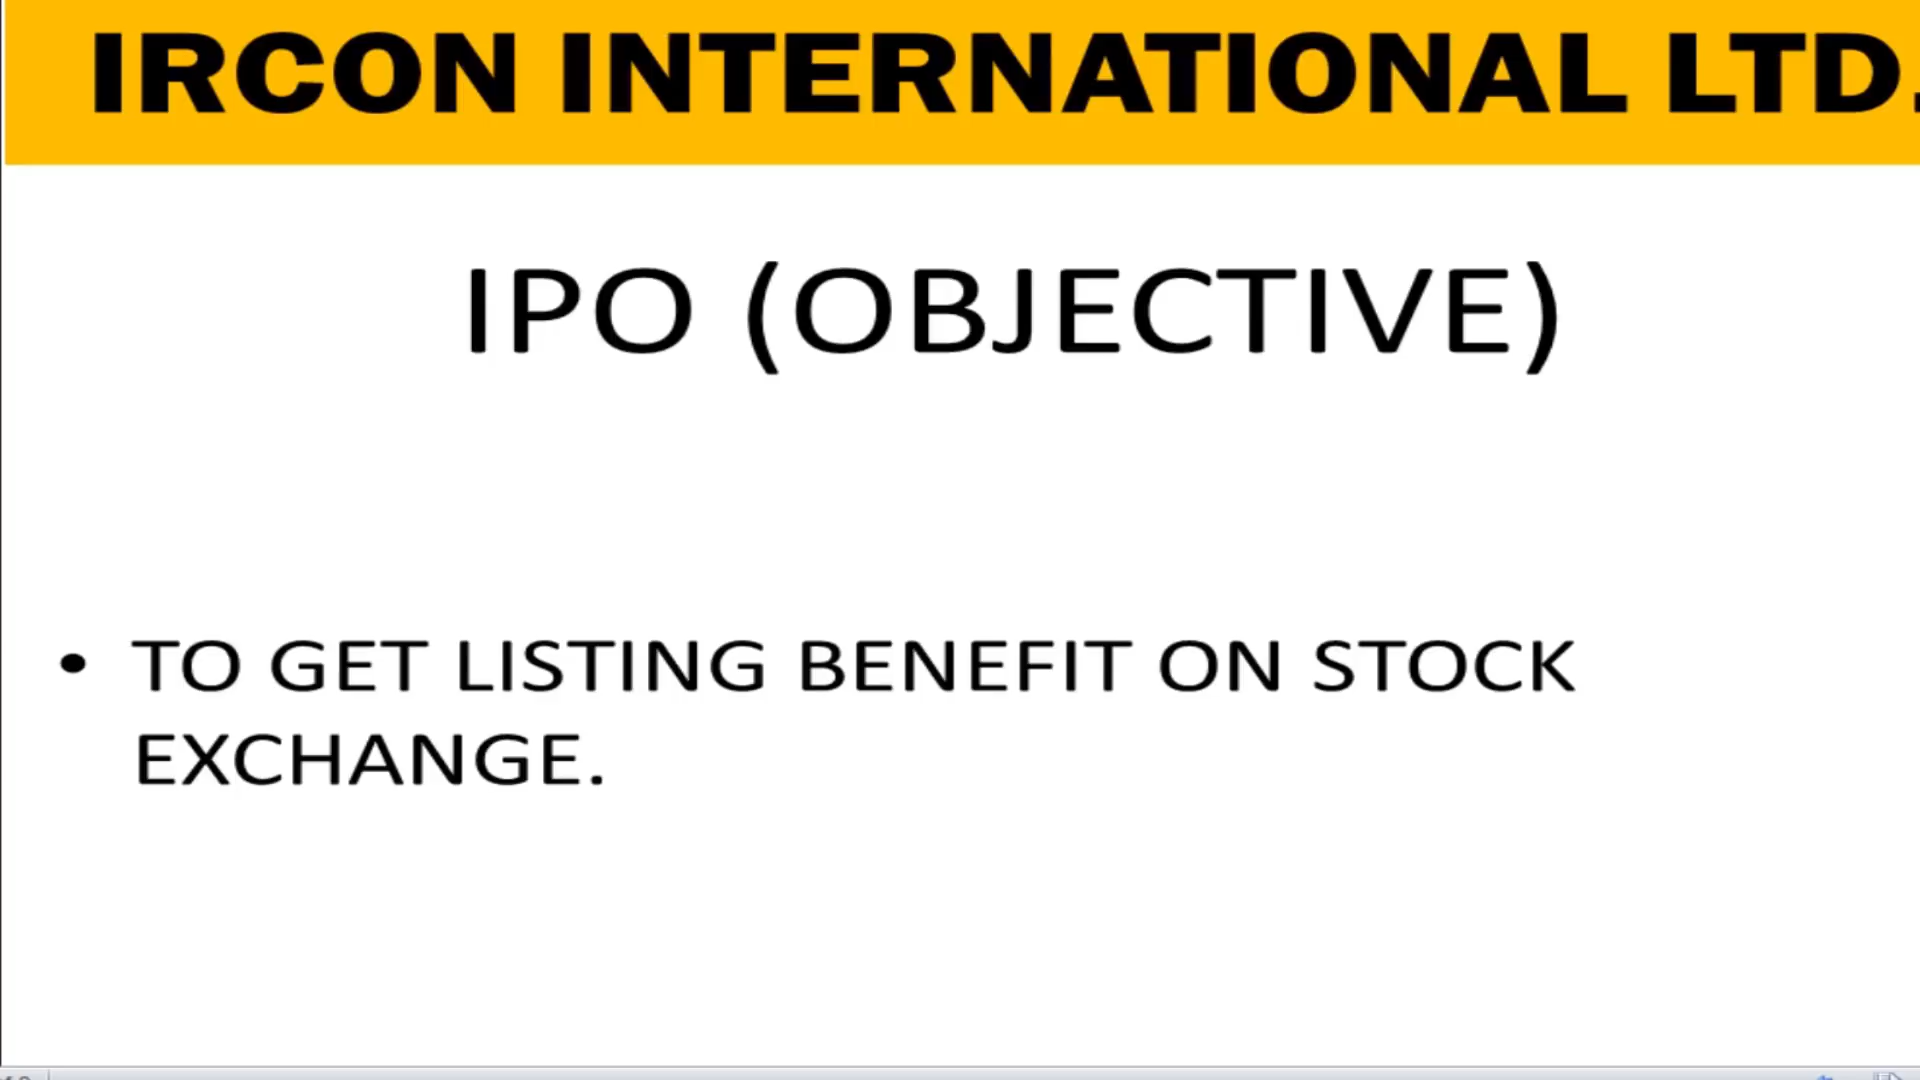 IRCON INTERNATIONAL LTD.
IPO (OBJECTIVE)
• TO GET LISTING BENEFIT ON STOCK
EXCHANGE.